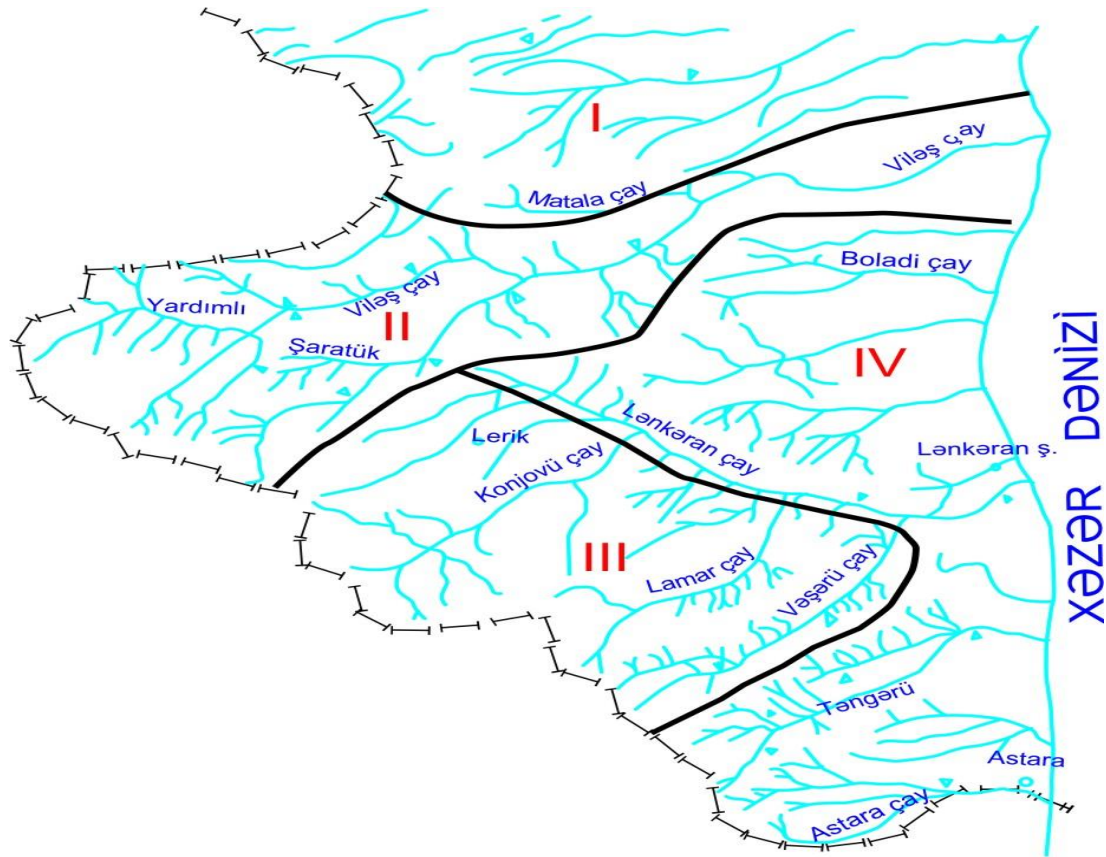 I
Viləş çay
Matala çay
Boladi çay
Viləş çay
Yardımlı
II
Şaratük
IV
XƏZƏR DƏNİZİ
Lənkəran çay
Lerik
Lənkəran ş.
Konjovü çay
III
Lamar çay
Vəşərü çay
Təngərü
Astara
Astara çay